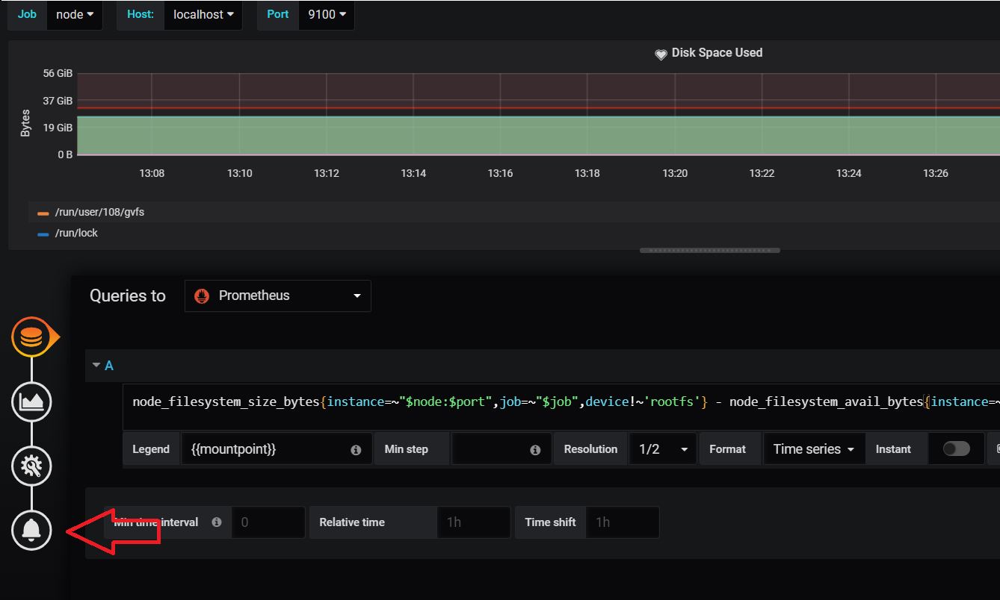 Job node Host: localhost Port 9100
Disk Space Used
56 GiB
37 GiB
19 GiB
0 B
Bytes
13:08 13:10 13:12 13:14 13:16 13:18 13:20 13:22 13:24 13:26
/run/user/108/gvfs
/run/lock
Queries to Prometheus
A
node_filesystem_size_bytes{instance=~"$node:$port",job=~"$job",device!~'rootfs'} - node_filesystem_avail_bytes{instance=~
Legend {{mountpoint}} Min step Resolution 1/2 Format Time series Instant
Min time interval 0 Relative time 1h Time shift 1h